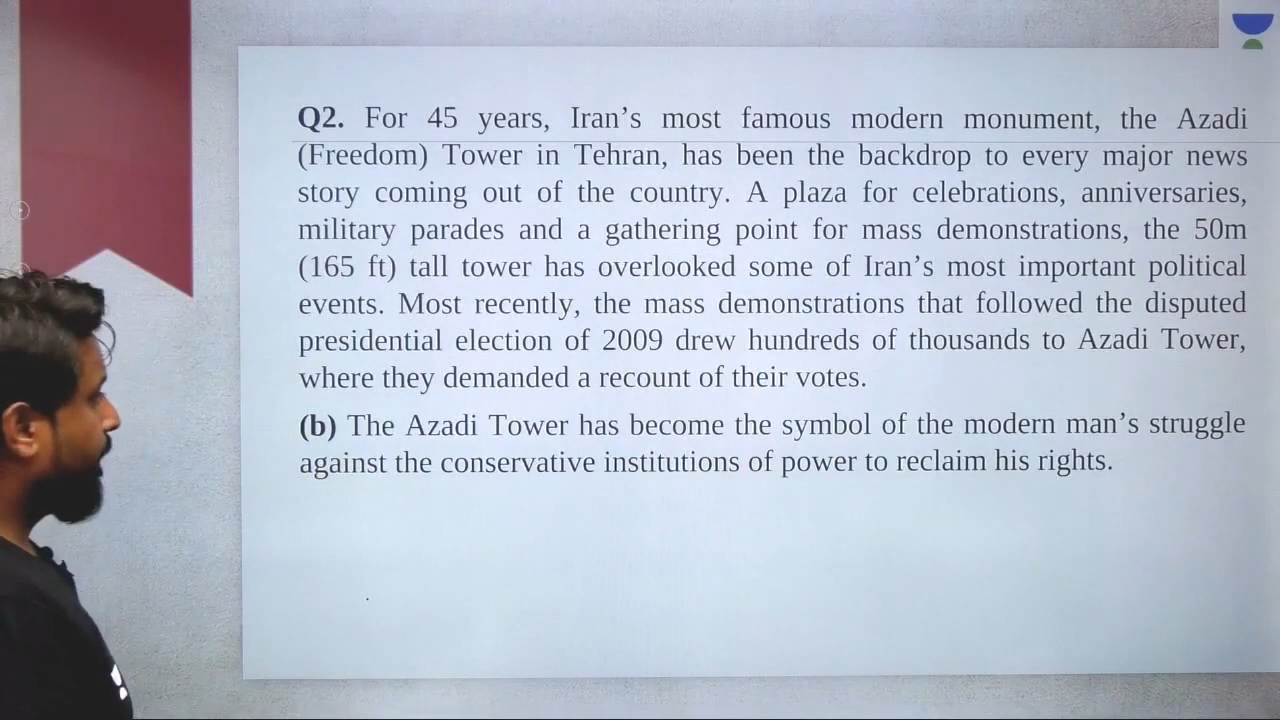 Q2. For 45 years, Iran’s most famous modern monument, the Azadi
(Freedom) Tower in Tehran, has been the backdrop to every major news
story coming out of the country. A plaza for celebrations, anniversaries,
military parades and a gathering point for mass demonstrations, the 50m
(165 ft) tall tower has overlooked some of Iran’s most important political
events. Most recently, the mass demonstrations that followed the disputed
presidential election of 2009 drew hundreds of thousands to Azadi Tower,
where they demanded a recount of their votes.
(b) The Azadi Tower has become the symbol of the modern man’s struggle
against the conservative institutions of power to reclaim his rights.